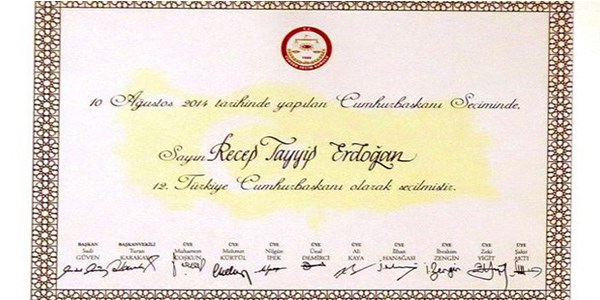 10 Ağustos 2014 tarihinde yapılan Cumhurbaşkanı Seçiminde,
Sayın Recep Tayyip Erdoğan
12. Türkiye Cumhurbaşkanı olarak seçilmiştir.
BAŞKAN BAŞKANVEKİLİ ÜYE ÜYE ÜYE ÜYE ÜYE ÜYE ÜYE ÜYE ÜYE
Sadi Turan Muharrem Mehmet Nilgün Ünal Ali İlhan İbrahim Zeki Şakir
GÜVEN KARAKAYA COŞKUN KÜRTÜL İPEK DEMİRCİ KAYA HANAĞASI ZENGİN YİĞİT AKTI